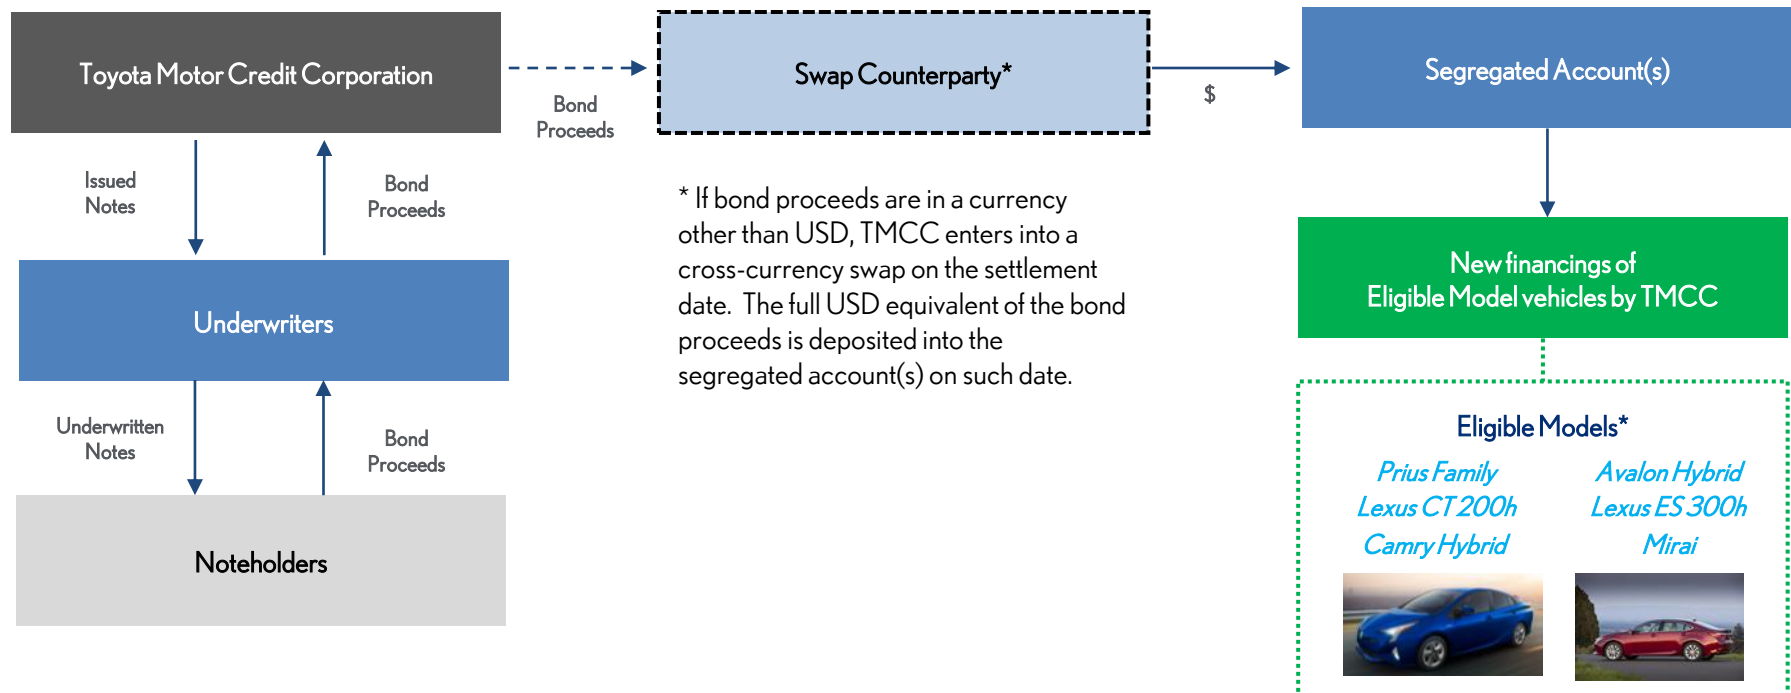 Toyota Motor Credit Corporation
Bond
Proceeds
Swap Counterparty*
$
Segregated Account(s)
Issued
Notes
Bond
Proceeds
* If bond proceeds are in a currency
other than USD, TMCC enters into a
cross-currency swap on the settlement
date. The full USD equivalent of the bond
proceeds is deposited into the
segregated account(s) on such date.
New financings of
Eligible Model vehicles by TMCC
Underwriters
Underwritten
Notes
Bond
Proceeds
Noteholders
Eligible Models*
Prius Family
Avalon Hybrid
Lexus CT 200h
Lexus ES 300h
Camry Hybrid
Mirai